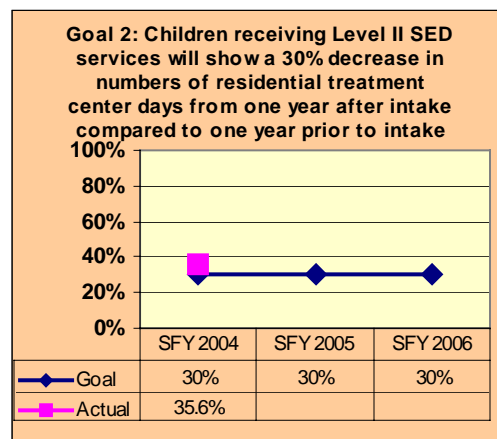 Goal 2: Children receiving Level II SED
services will show a 30% decrease in
numbers of residential treatment
center days from one year after intake
compared to one year prior to intake
100%
80%
60%
40%
20%
0%
SFY 2004 SFY 2005 SFY 2006
Goal 30% 30% 30%
Actual 35.6%